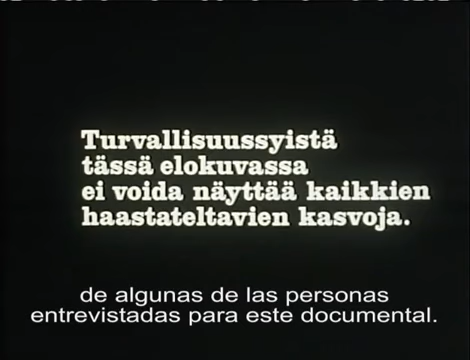 Turvallisuussyistä
tässä elokuvassa
ei voida näyttää kaikkien
haastateltavien kasvoja.
de algunas de las personas
entrevistadas para este documental.